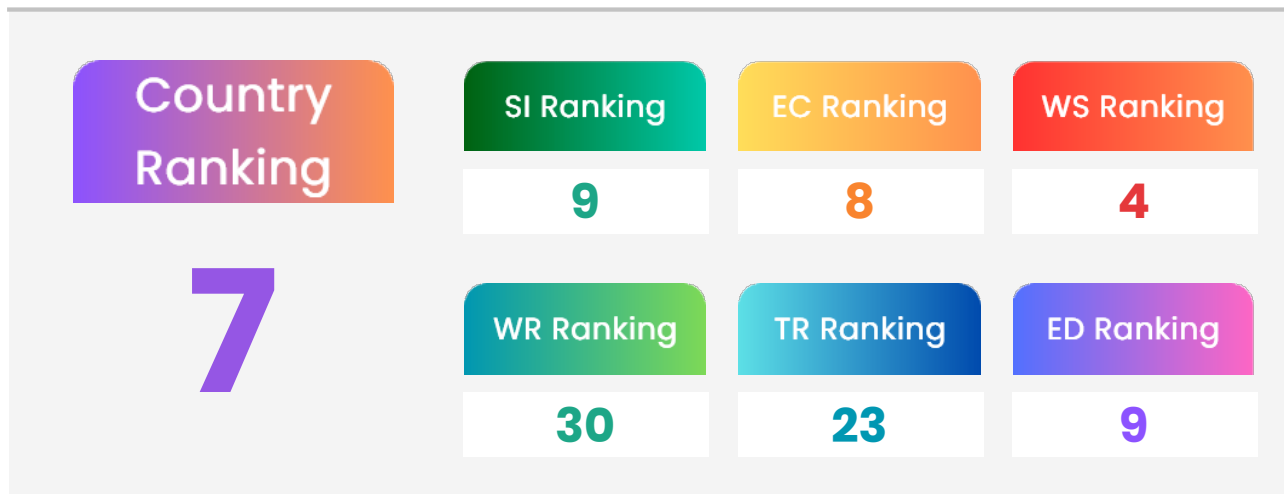 Country
Ranking
7
SI Ranking
EC Ranking
WS Ranking
9
8
4
WR Ranking
TR Ranking
ED Ranking
30
23
9